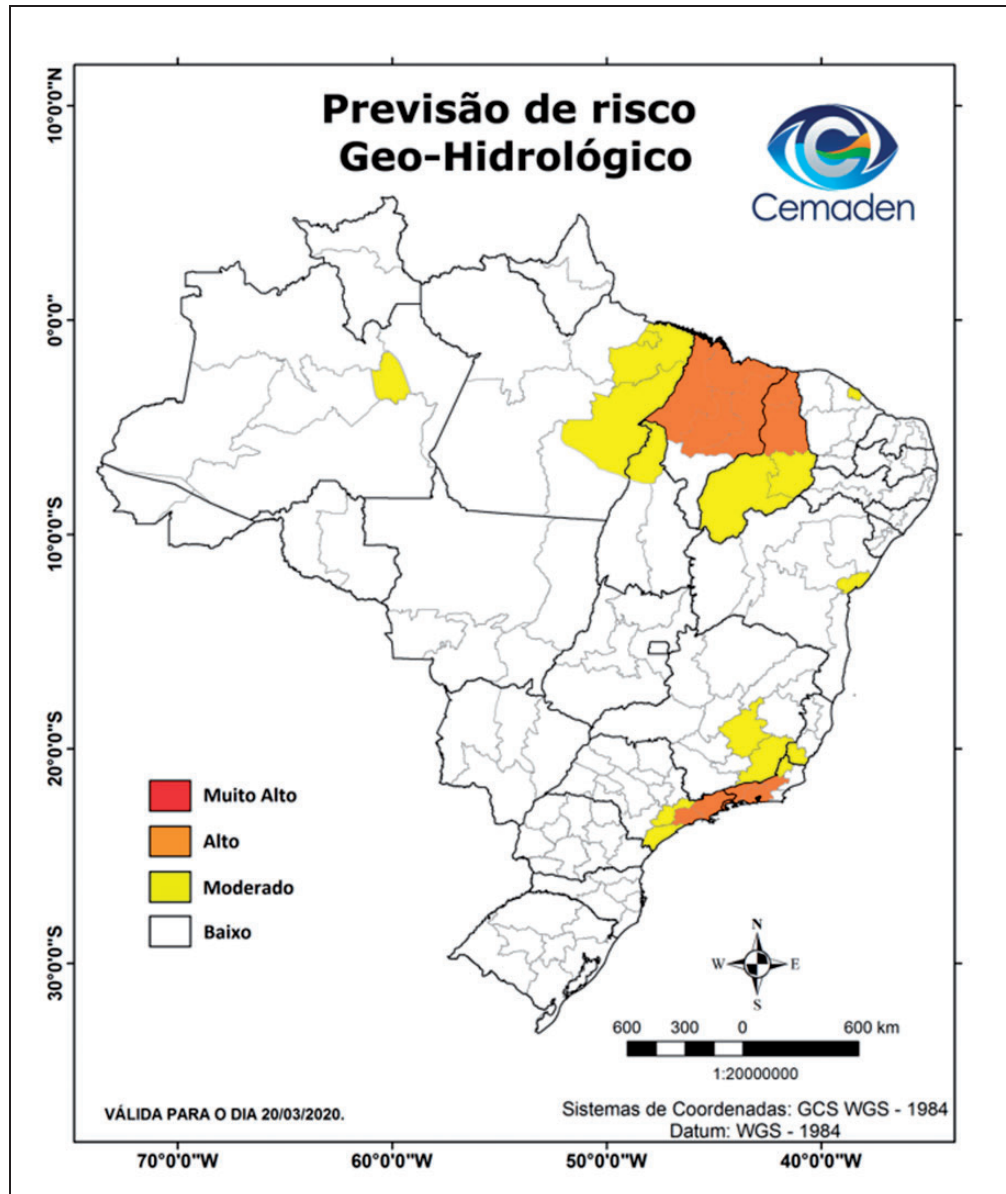 Previsão de risco
Geo-Hidrológico
Cemaden
10°0'0"N
0°0'0"
10°0'0"S
20°0'0"S
30°0'0"S
Muito Alto
Alto
Moderado
Baixo
N
W E
S
600 300 0 600 km
1:20000000
VÁLIDA PARA O DIA 20/03/2020.
Sistemas de Coordenadas: GCS WGS - 1984
Datum: WGS - 1984
70°0'0"W 60°0'0"W 50°0'0"W 40°0'0"W